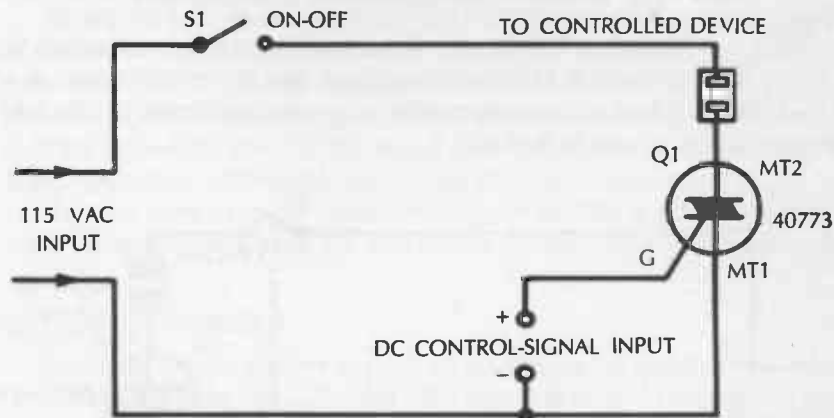 S1
ON-OFF
TO CONTROLLED DEVICE
Q1
MT2
115 VAC
INPUT
40773
G
MT1
+
DC CONTROL-SIGNAL INPUT
−